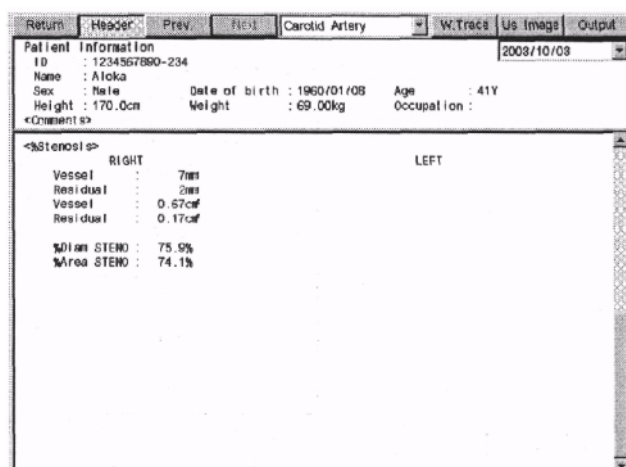 Return Header Prev. Next Carotid Artery W.Trace Us Image Output
Patient Information 2003/10/03
ID : 1234567890-234
Name : Aloka
Sex : Male Date of birth : 1960/01/08 Age : 41Y
Height : 170.0cm Weight : 69.00kg Occupation :
<Comments>
<%Stenosis>
RIGHT LEFT
Vessel : 7mm
Residual : 2mm
Vessel : 0.67cm²
Residual : 0.17cm²
%Diam STENO : 75.9%
%Area STENO : 74.1%